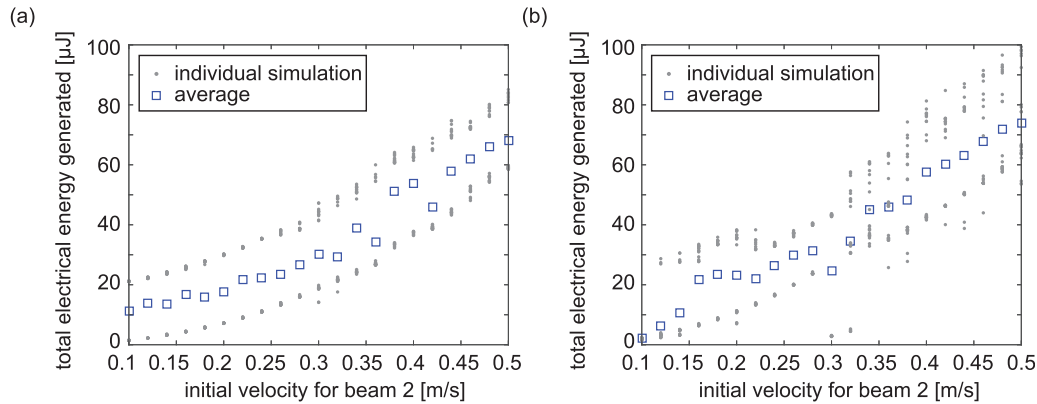 (a)
total electrical energy generated [µJ]
100
80
60
40
20
0
individual simulation
average
0.1 0.15 0.2 0.25 0.3 0.35 0.4 0.45 0.5
initial velocity for beam 2 [m/s]
(b)
total electrical energy generated [µJ]
100
80
60
40
20
0
individual simulation
average
0.1 0.15 0.2 0.25 0.3 0.35 0.4 0.45 0.5
initial velocity for beam 2 [m/s]